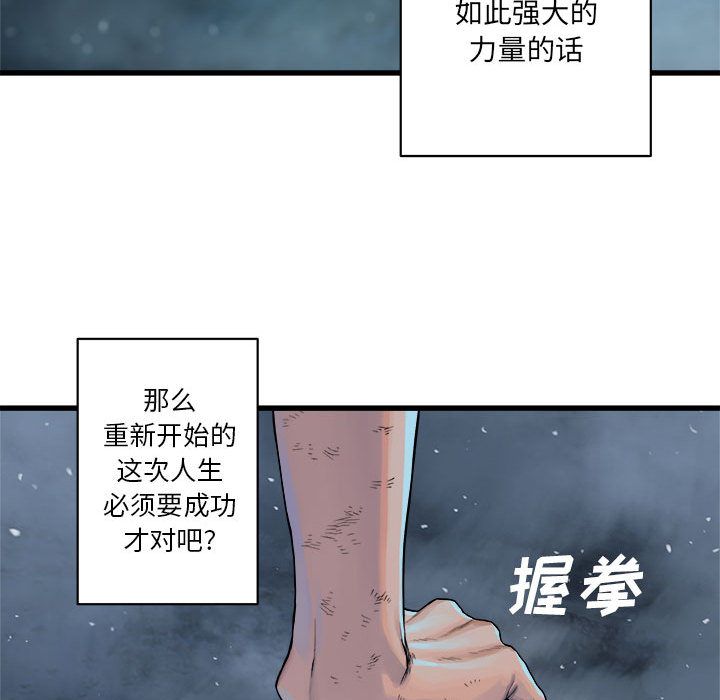 如此强大的
力量的话
那么
重新开始的
这次人生
必须要成功
才对吧?
握拳